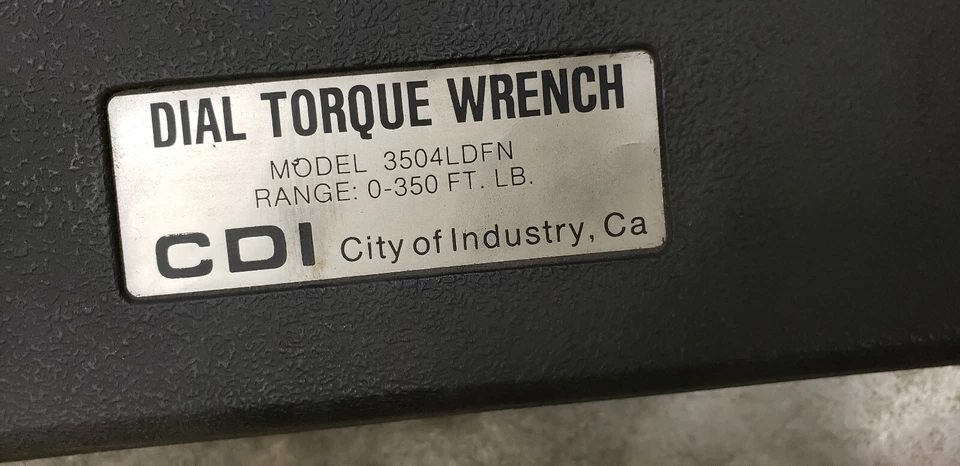 DIAL TORQUE WRENCH
MODEL 3504LDFN
RANGE: 0-350 FT. LB.
CDI City of Industry, Ca